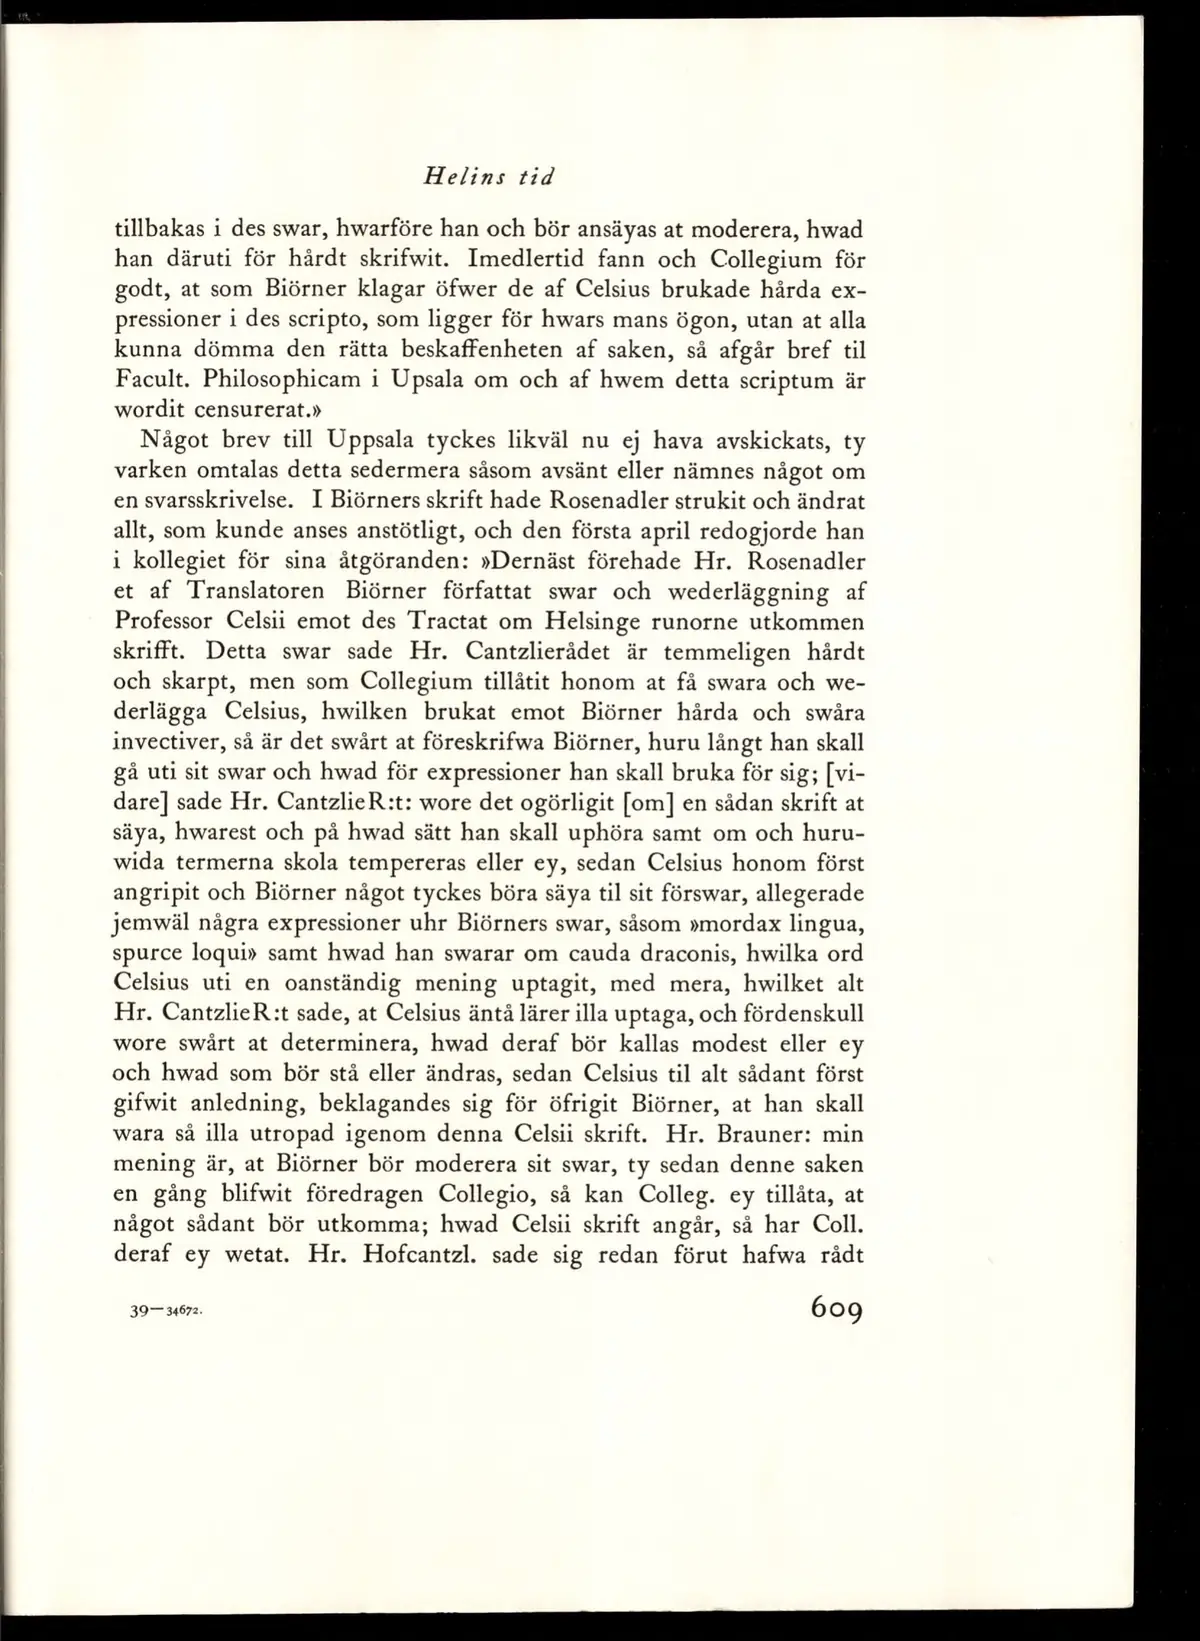 Helins tid
tillbakas i des swar, hwarföre han och bör ansäyas at moderera, hwad
han däruti för hårdt skrifwit. Imedlertid fann och Collegium för
godt, at som Biörner klagar öfwer de af Celsius brukade hårda ex-
pressioner i des scripto, som ligger för hwars mans ögon, utan at alla
kunna dömma den rätta beskaffenheten af saken, så afgår bref til
Facult. Philosophicam i Upsala om och af hwem detta scriptum är
wordit censurerat.»
Något brev till Uppsala tyckes likväl nu ej hava avskickats, ty
varken omtalas detta sedermera såsom avsänt eller nämnes något om
en svarsskrivelse. I Biörners skrift hade Rosenadler strukit och ändrat
allt, som kunde anses anstötligt, och den första april redogjorde han
i kollegiet för sina åtgöranden: »Dernäst förehade Hr. Rosenadler
et af Translatoren Biörner författat swar och wederläggning af
Professor Celsii emot des Tractat om Helsinge runorne utkommen
skrifft. Detta swar sade Hr. Cantzlierådet är temmeligen hårdt
och skarpt, men som Collegium tillåtit honom at få swara och we-
derlägga Celsius, hwilken brukat emot Biörner hårda och swåra
invectiver, så är det swårt at föreskrifwa Biörner, huru långt han skall
gå uti sit swar och hwad för expressioner han skall bruka för sig; [vi-
dare] sade Hr. CantzlieR:t: wore det ogörligit [om] en sådan skrift at
säya, hwarest och på hwad sätt han skall uphöra samt om och huru-
wida termerna skola tempereras eller ey, sedan Celsius honom först
angripit och Biörner något tyckes böra säya til sit förswar, allegerade
jemwäl några expressioner uhr Biörners swar, såsom »mordax lingua,
spurce loqui» samt hwad han swarar om cauda draconis, hwilka ord
Celsius uti en oanständig mening uptagit, med mera, hwilket alt
Hr. CantzlieR:t sade, at Celsius äntå lärer illa uptaga, och fördenskull
wore swårt at determinera, hwad deraf bör kallas modest eller ey
och hwad som bör stå eller ändras, sedan Celsius til alt sådant först
gifwit anledning, beklagandes sig för öfrigit Biörner, at han skall
wara så illa utropad igenom denna Celsii skrift. Hr. Brauner: min
mening är, at Biörner bör moderera sit swar, ty sedan denne saken
en gång blifwit föredragen Collegio, så kan Colleg. ey tillåta, at
något sådant bör utkomma; hwad Celsii skrift angår, så har Coll.
deraf ey wetat. Hr. Hofcantzl. sade sig redan förut hafwa rådt
39—34672.
609